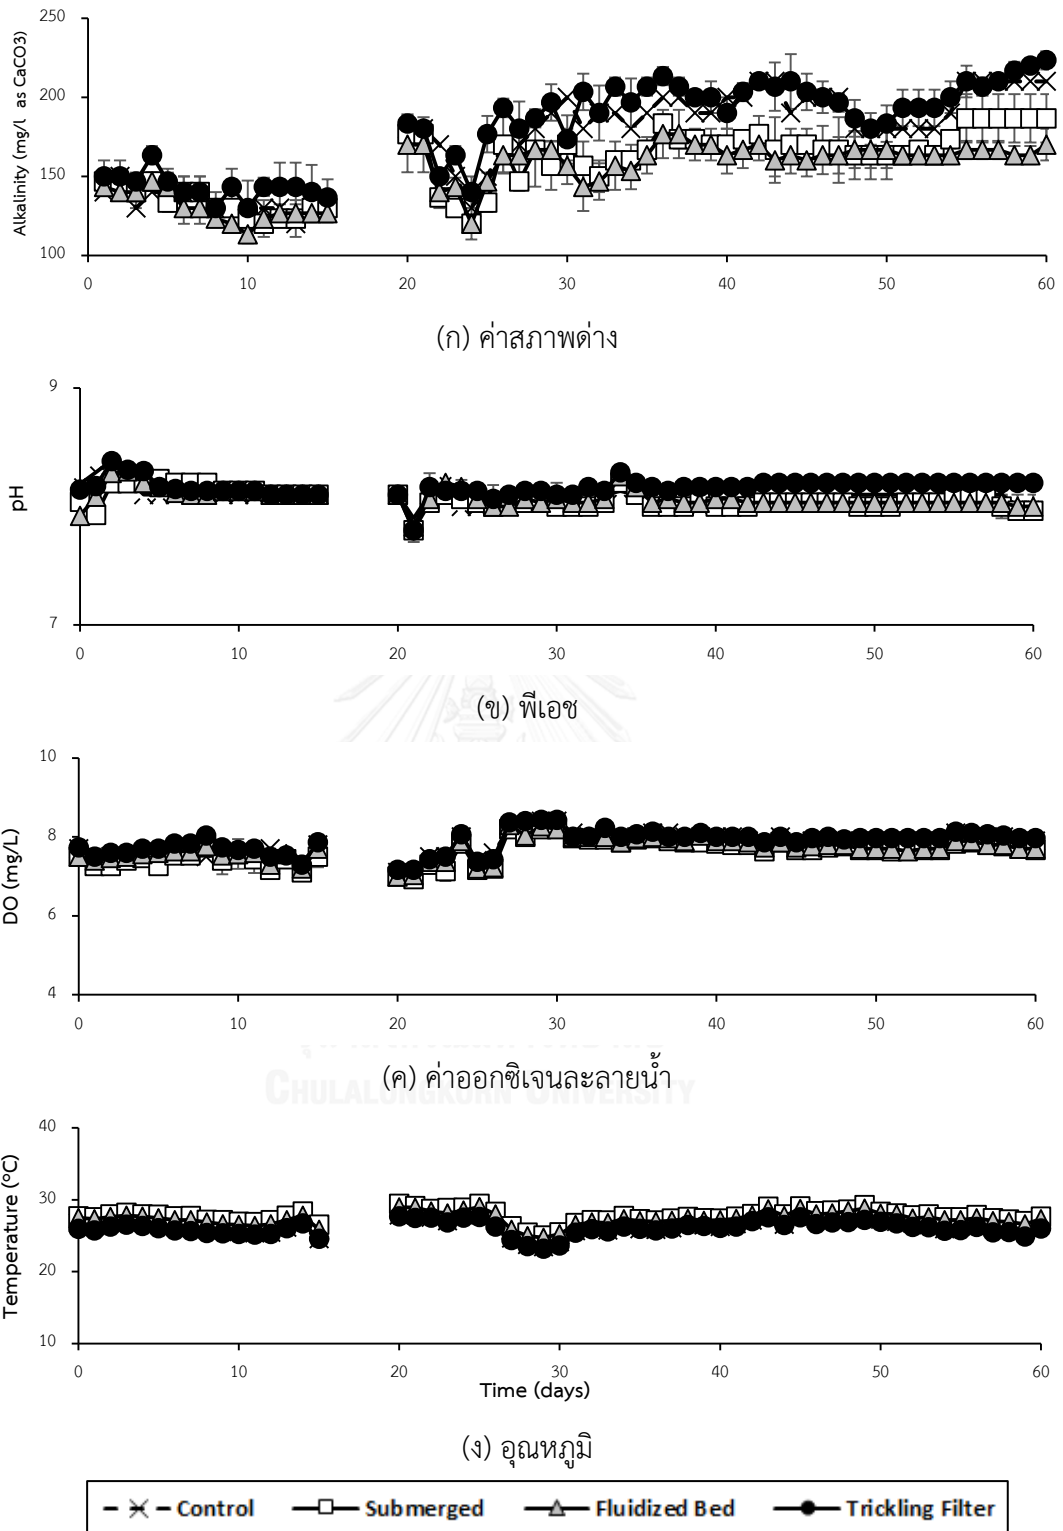 Alkalinity (mg/l as CaCO3)
250
200
150
100
0 10 20 30 40 50 60
(ก) ค่าสภาพด่าง
pH
9
7
0 10 20 30 40 50 60
(ข) พีเอช
DO (mg/L)
10
8
6
4
0 10 20 30 40 50 60
(ค) ค่าออกซิเจนละลายน้ำ
CHULALONGKORN UNIVERSITY
Temperature (°C)
40
30
20
10
0 10 20 30 40 50 60
Time (days)
(ง) อุณหภูมิ
Control Submerged Fluidized Bed Trickling Filter